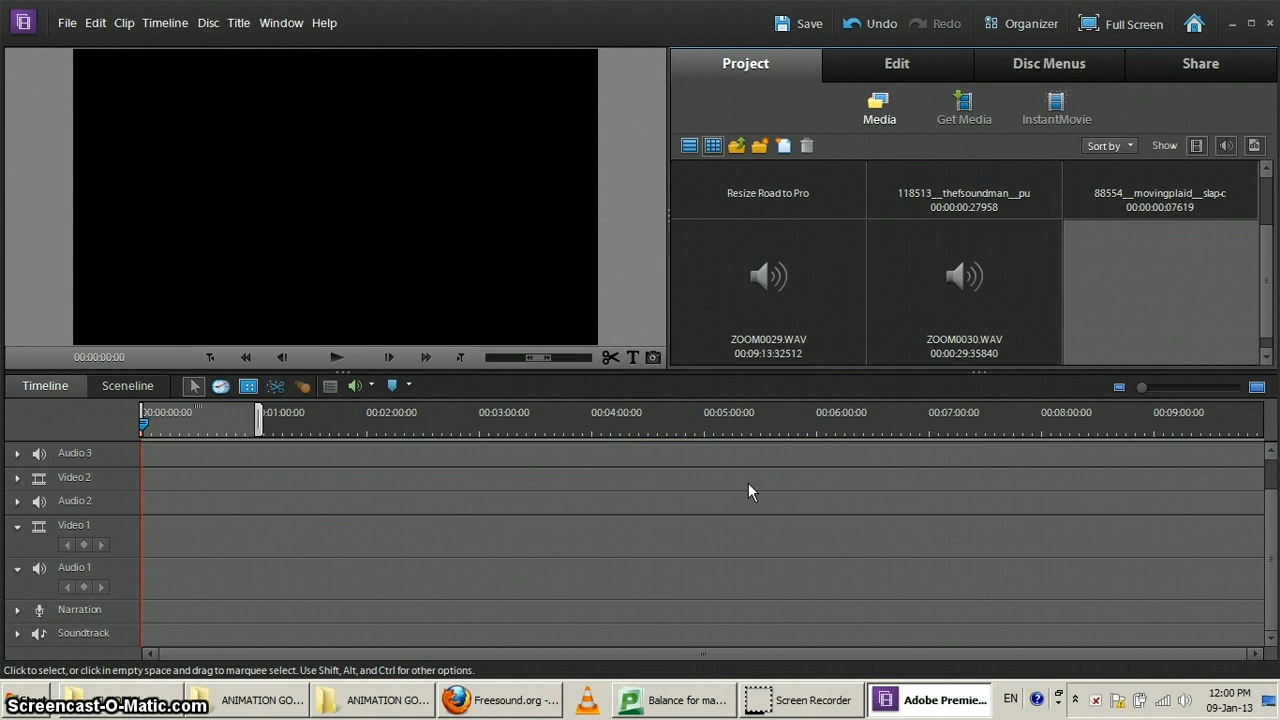 File Edit Clip Timeline Disc Title Window Help
Save Undo Redo Organizer Full Screen
Project Edit Disc Menus Share
Media Get Media InstantMovie
Sort by Show
Resize Road to Pro
118513__thefsoundman__pu
00:00:00:27958
88554__movingplaid__slap-c
00:00:00:07619
ZOOM0029.WAV
00:09:13:32512
ZOOM0030.WAV
00:00:29:35840
00:00:00:00
T
Timeline Sceneline
00:00:00:00 0:01:00:00 00:02:00:00 00:03:00:00 00:04:00:00 00:05:00:00 00:06:00:00 00:07:00:00 00:08:00:00 00:09:00:00
Audio 3
Video 2
Audio 2
Video 1
Audio 1
Narration
Soundtrack
Click to select, or click in empty space and drag to marquee select. Use Shift, Alt, and Ctrl for other options.
ANIMATION GO... ANIMATION GO... Freesound.org -... Balance for ma... Screen Recorder Adobe Premie... EN
12:00 PM
09-Jan-13
Screencast-O-Matic.com